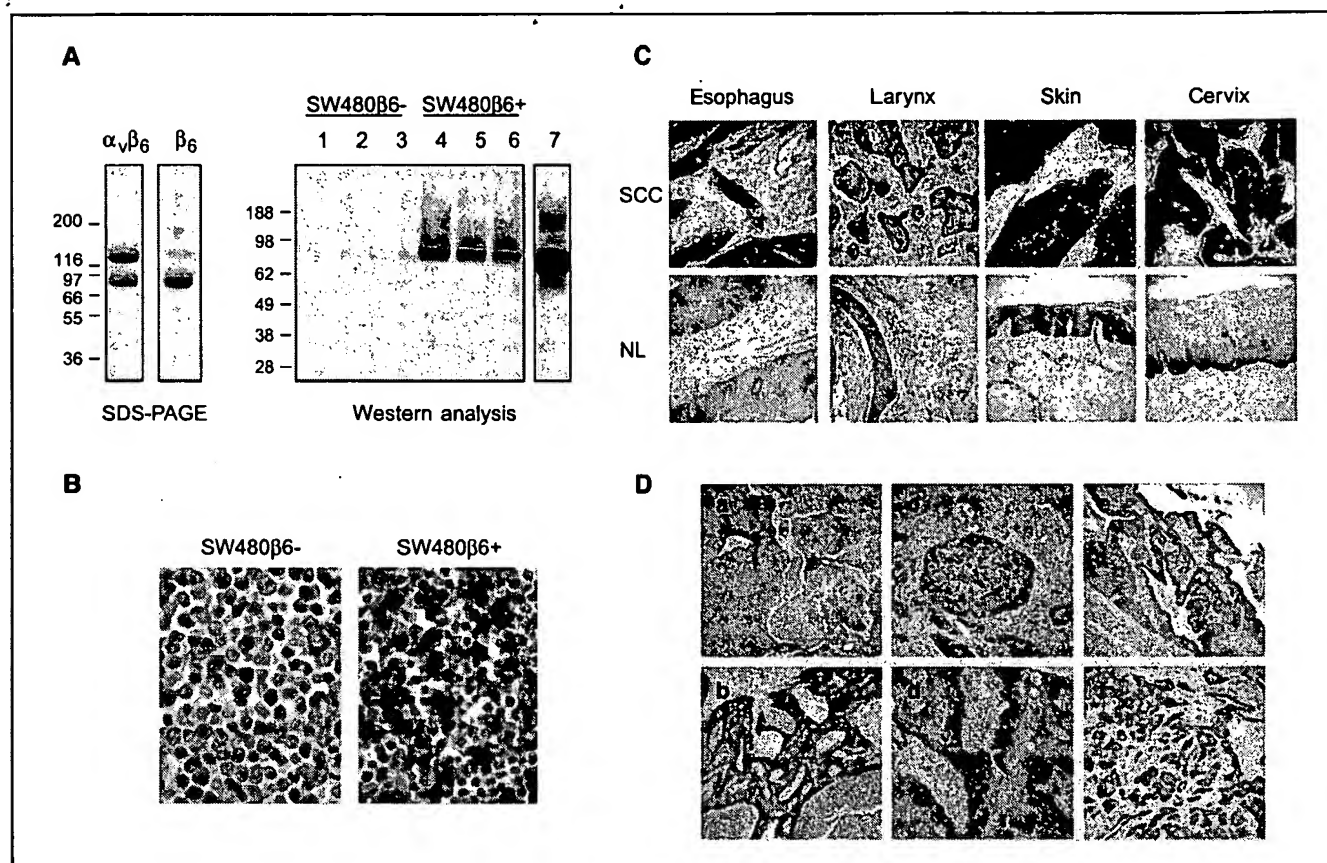 A
αvβ6 β6
200
116
97
66
55
36
SDS-PAGE
SW480β6- SW480β6+
1 2 3 4 5 6 7
188
98
62
49
38
28
Western analysis
B
SW480β6- SW480β6+
C
Esophagus Larynx Skin Cervix
SCC
NL
D
a
b d